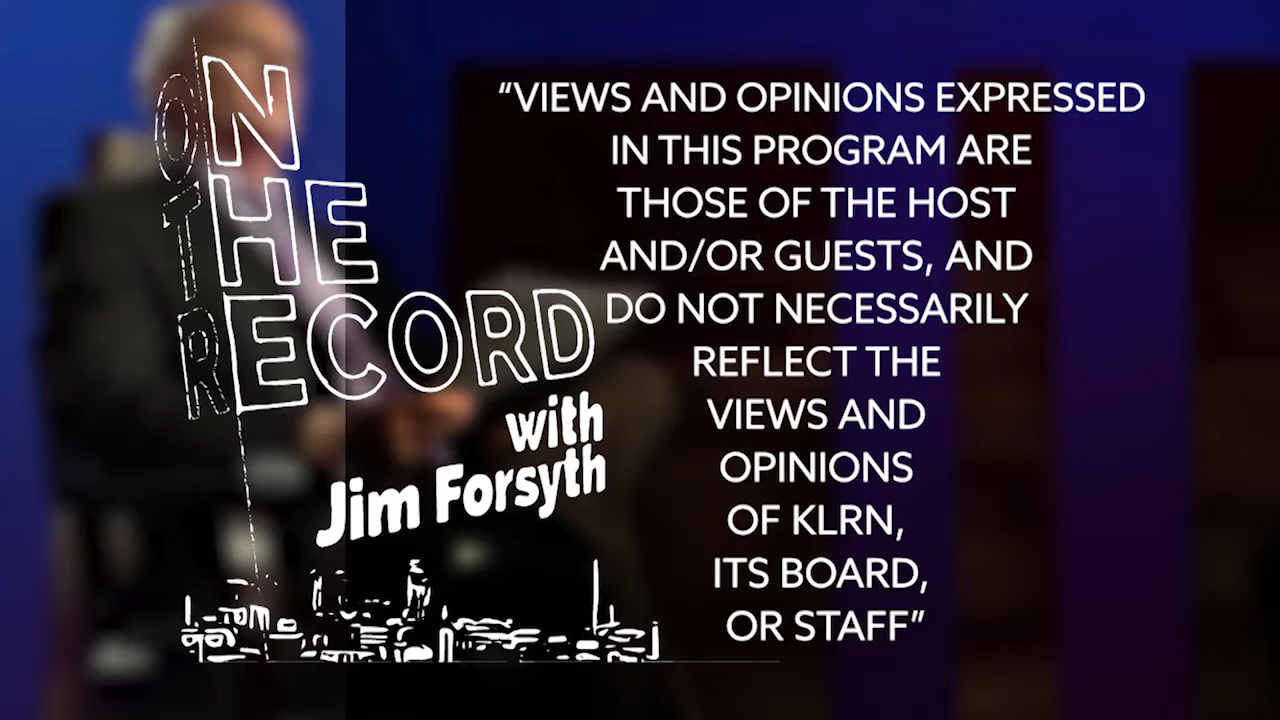 ON
THE
RECORD
with
Jim Forsyth
“VIEWS AND OPINIONS EXPRESSED
IN THIS PROGRAM ARE
THOSE OF THE HOST
AND/OR GUESTS, AND
DO NOT NECESSARILY
REFLECT THE
VIEWS AND
OPINIONS
OF KLRN,
ITS BOARD,
OR STAFF”